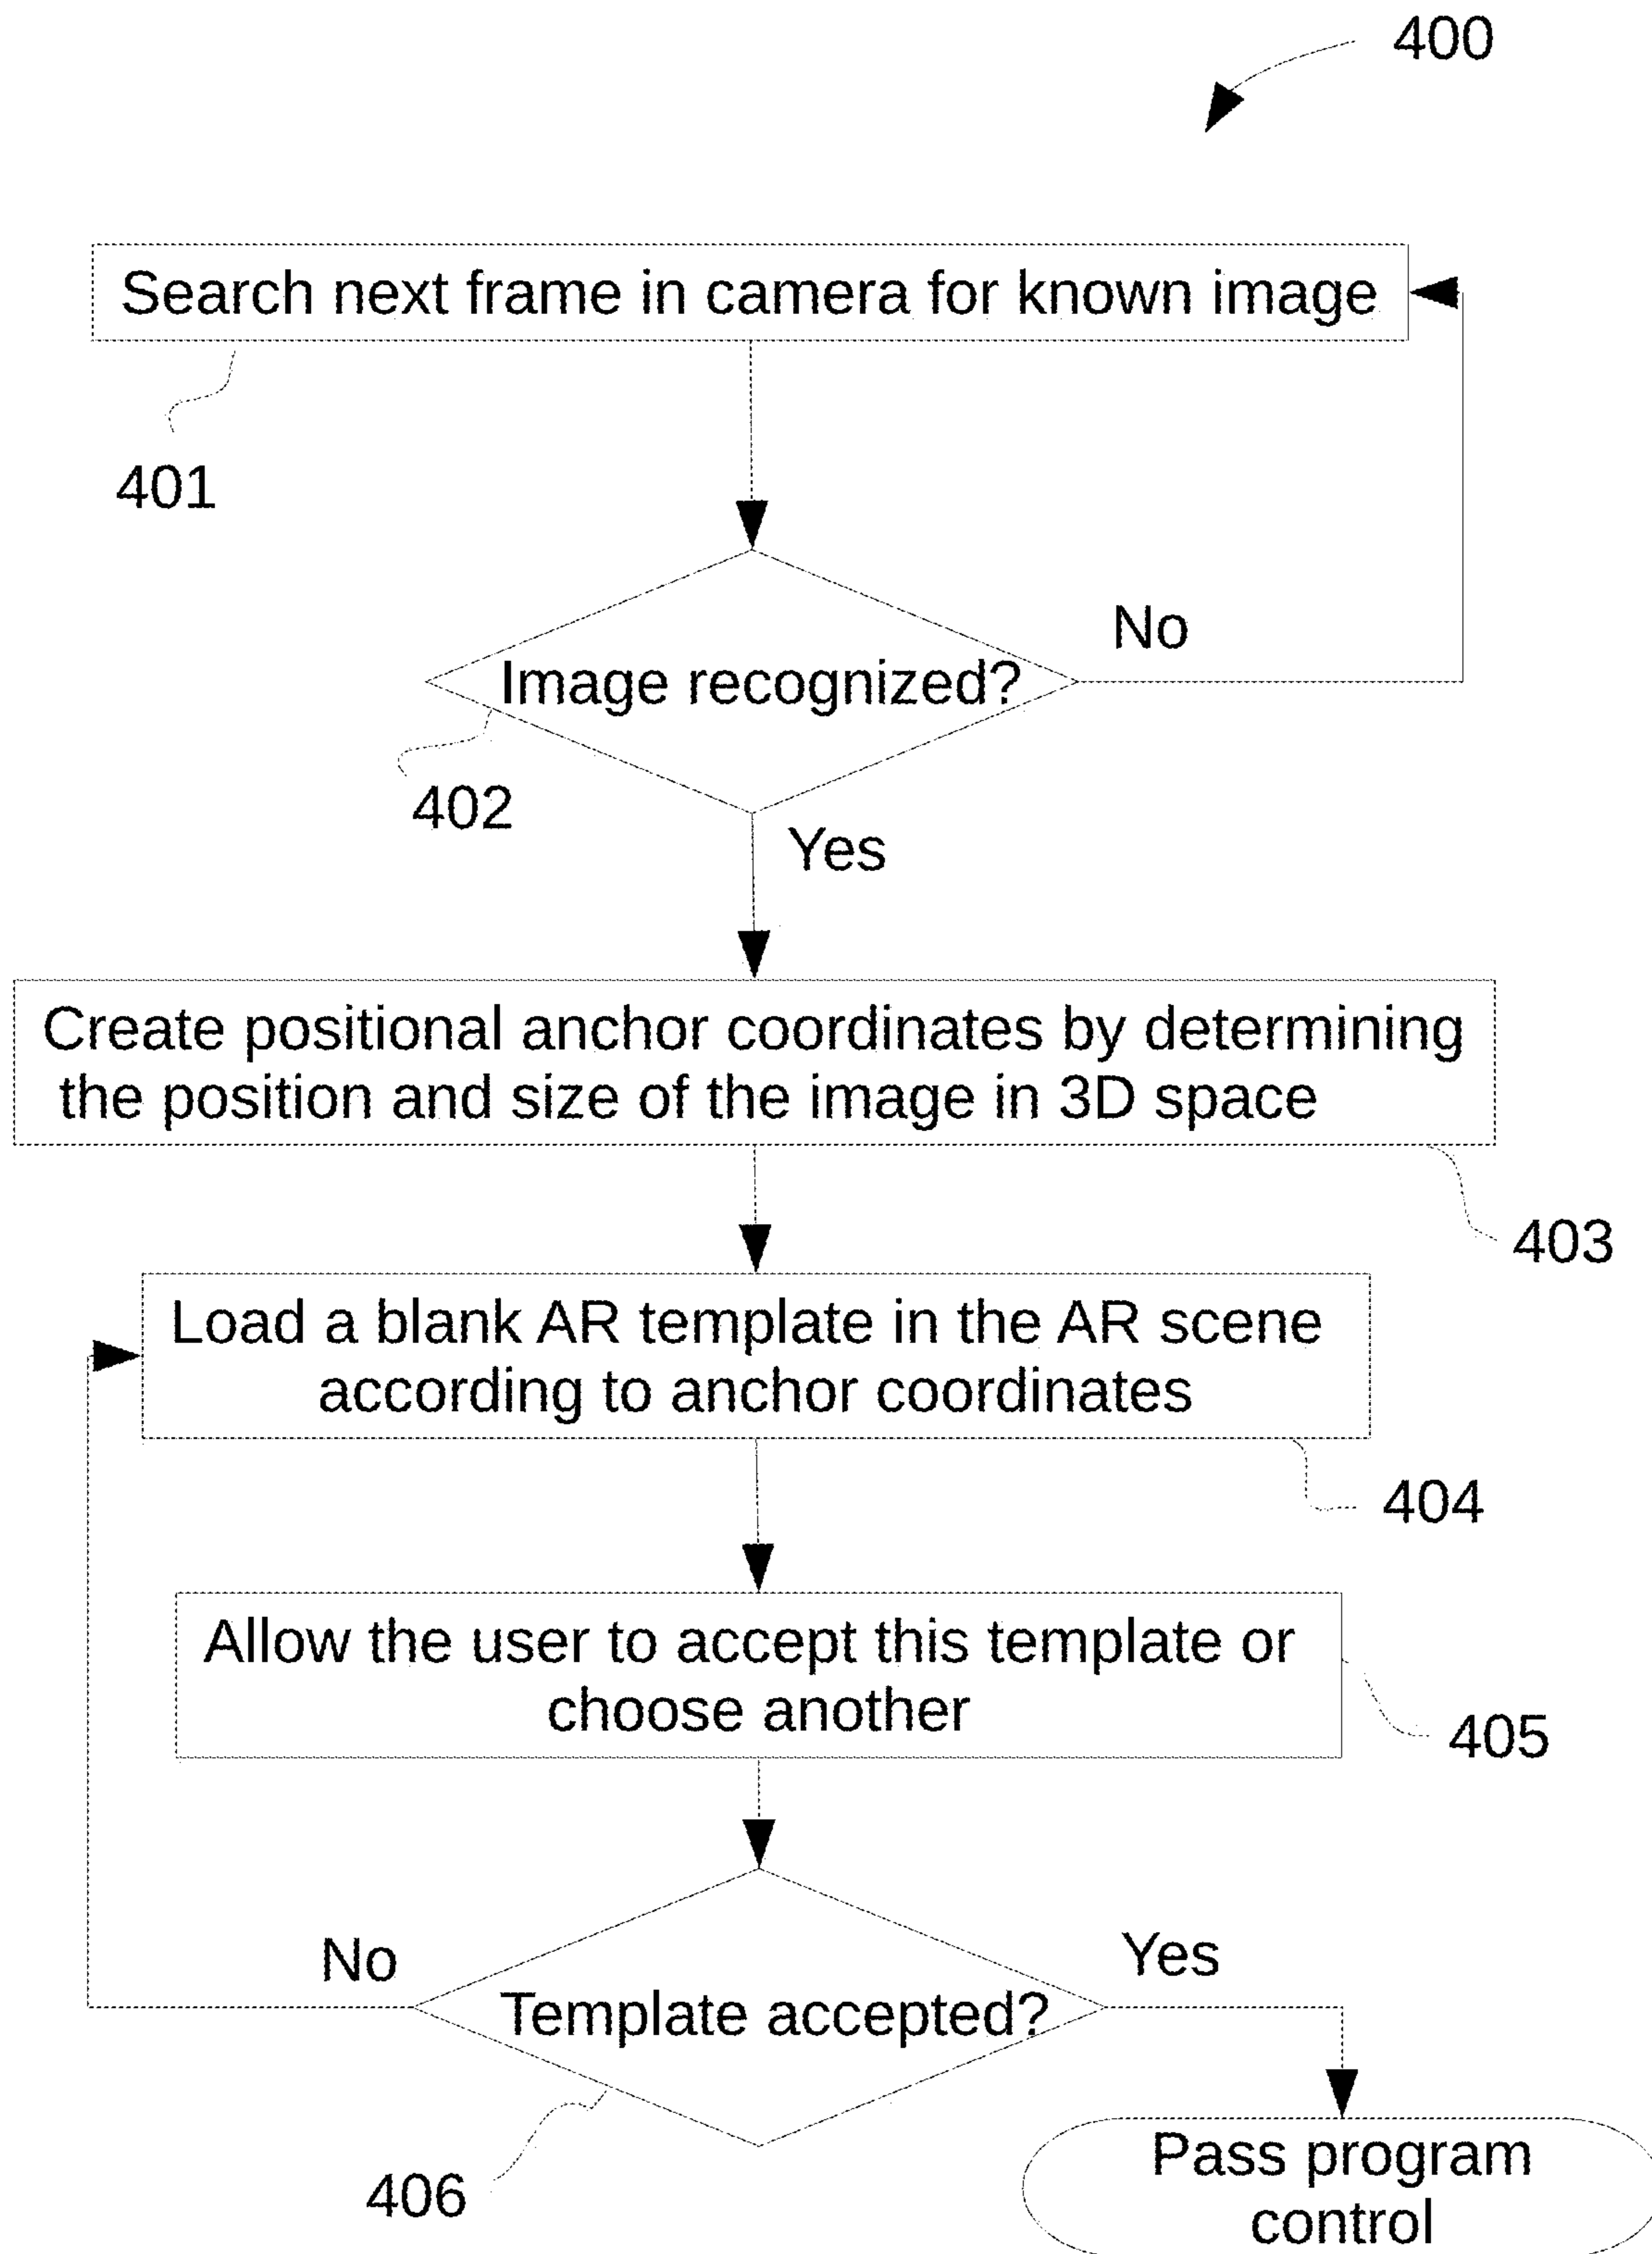 400
Search next frame in camera for known image
401
Image recognized?
No
402
Yes
Create positional anchor coordinates by determining
the position and size of the image in 3D space
403
Load a blank AR template in the AR scene
according to anchor coordinates
404
Allow the user to accept this template or
choose another
405
No
Yes
Template accepted?
406
Pass program
control